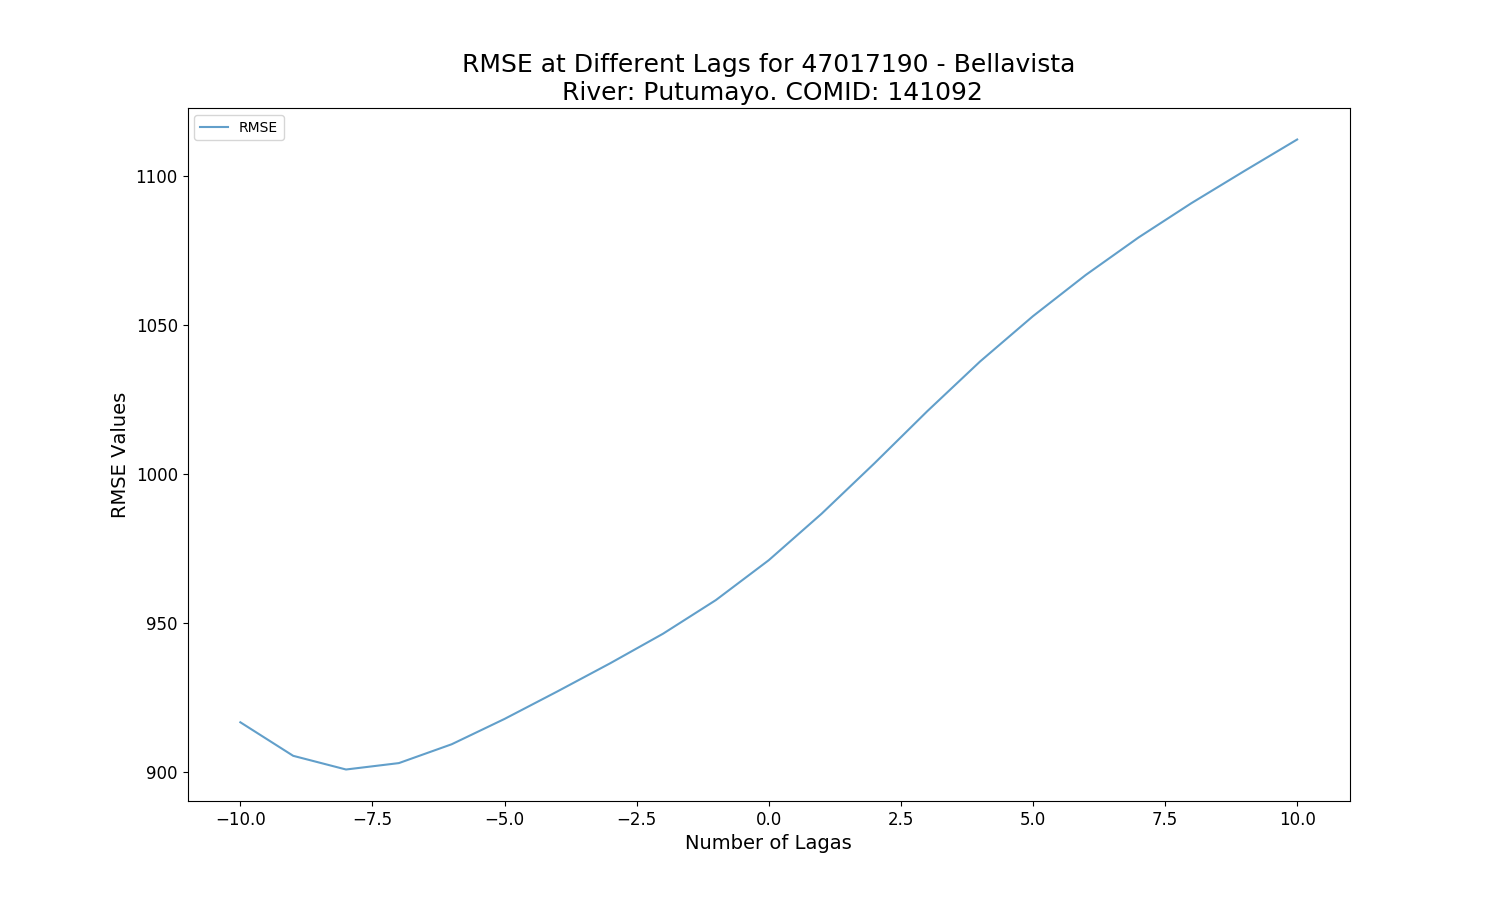 RMSE at Different Lags for 47017190 - Bellavista
River: Putumayo. COMID: 141092
RMSE
1100
1050
1000
950
900
RMSE Values
−10.0 −7.5 −5.0 −2.5 0.0 2.5 5.0 7.5 10.0
Number of Lagas